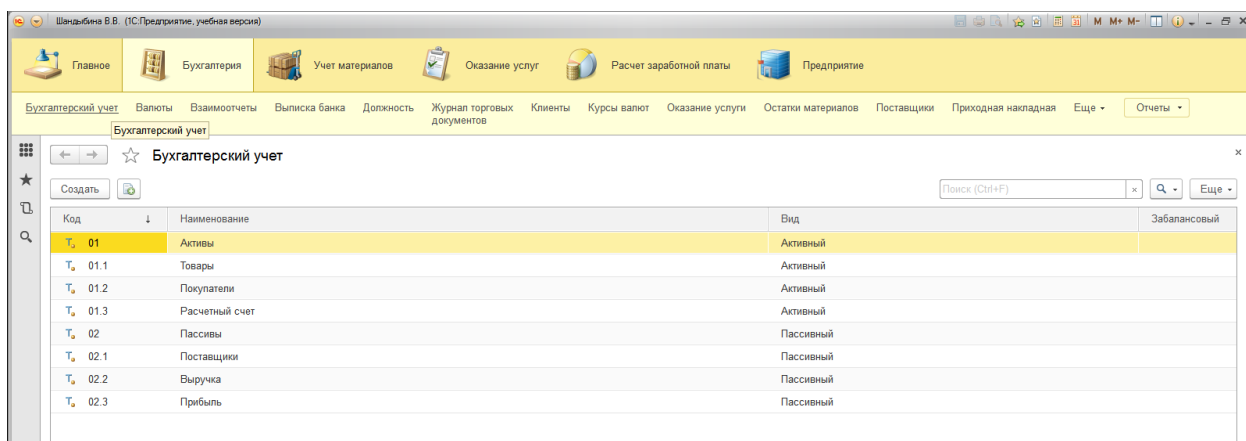 Шандыбина В.В. (1С:Предприятие, учебная версия)
M M+ M-
Главное Бухгалтерия Учет материалов Оказание услуг Расчет заработной платы Предприятие
Бухгалтерский учет Валюты Взаимоотчеты Выписка банка Должность Журнал торговых документов Клиенты Курсы валют Оказание услуги Остатки материалов Поставщики Приходная накладная Еще Отчеты
Бухгалтерский учет
Бухгалтерский учет
Создать Поиск (Ctrl+F) Еще
Код Наименование Вид Забалансовый
01 Активы Активный
01.1 Товары Активный
01.2 Покупатели Активный
01.3 Расчетный счет Активный
02 Пассивы Пассивный
02.1 Поставщики Пассивный
02.2 Выручка Пассивный
02.3 Прибыль Пассивный